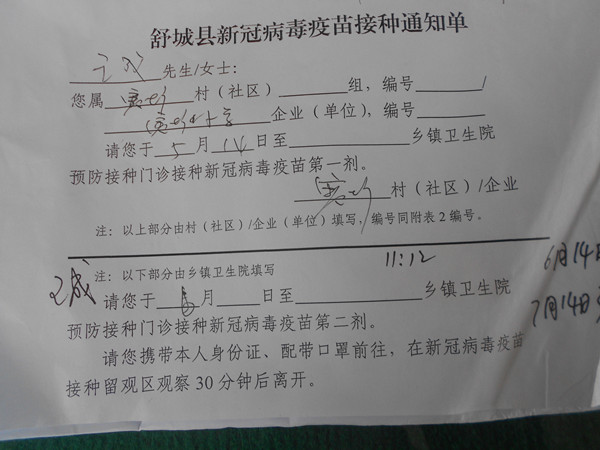 舒城县新冠病毒疫苗接种通知单
先生/女士：
您属村（社区）组，编号/
企业（单位），编号
请您于5月14日至乡镇卫生院
预防接种门诊接种新冠病毒疫苗第一剂。
村（社区）/企业
注：以上部分由村（社区）/企业（单位）填写，编号同附表2编号。
注：以下部分由乡镇卫生院填写
11:12
6月14日
请您于月日至乡镇卫生院
7月14日
预防接种门诊接种新冠病毒疫苗第二剂。
请您携带本人身份证、配带口罩前往，在新冠病毒疫苗
接种留观区观察30分钟后离开。